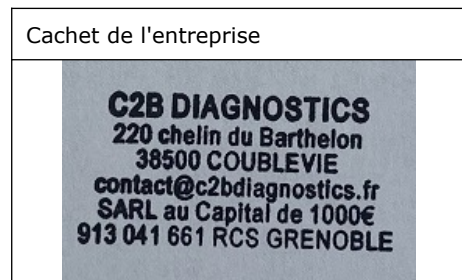 Cachet de l'entreprise
C2B DIAGNOSTICS
220 chelin du Barthelon
38500 COUBLEVIE
contact@c2bdiagnostics.fr
SARL au Capital de 1000€
913 041 661 RCS GRENOBLE